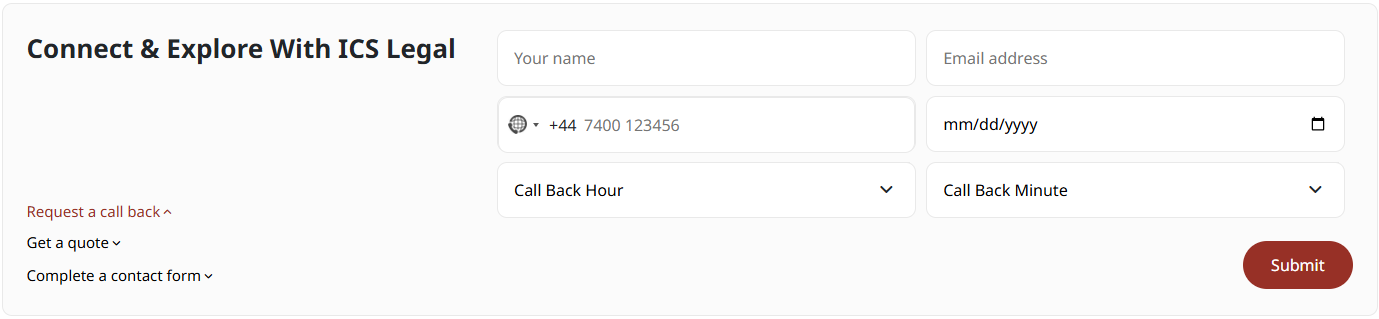 Connect & Explore With ICS Legal
Request a call back
Get a quote
Complete a contact form
Your name
Email address
+44 7400 123456
mm/dd/yyyy
Call Back Hour
Call Back Minute
Submit